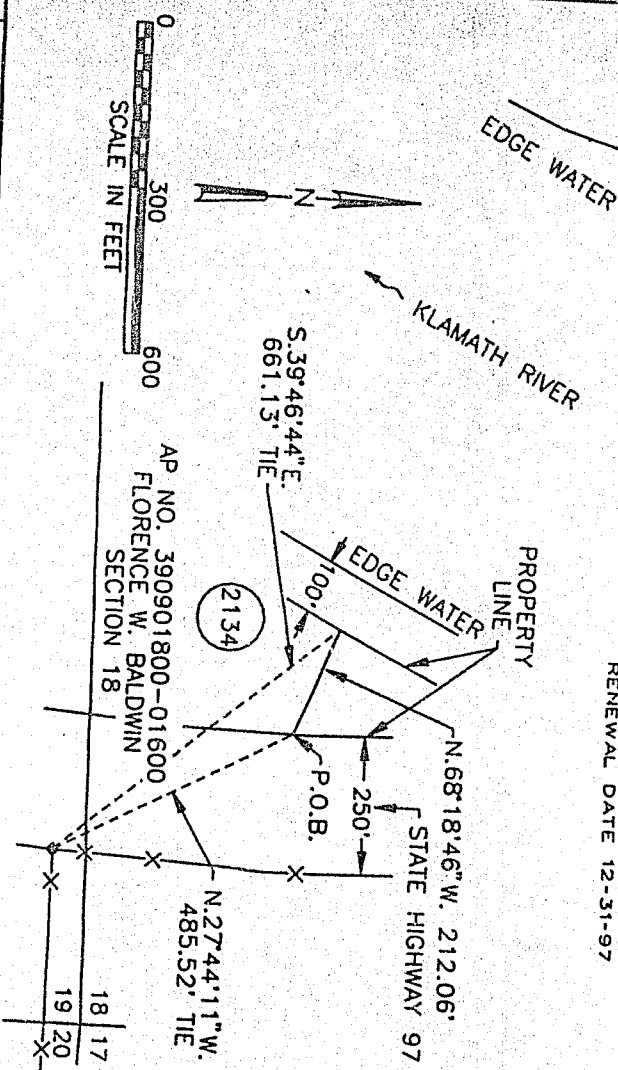 RENEWAL DATE 12-31-97
EDGE WATER
KLAMATH RIVER
N
0
300
600
SCALE IN FEET
PROPERTY
LINE
EDGE WATER
100'
S.39°46'44"E.
661.13' TIE
N.68°18'46"W. 212.06'
STATE HIGHWAY 97
250'
P.O.B.
2134
AP NO. 390901800-01600
FLORENCE W. BALDWIN
SECTION 18
N.27°44'11"W.
485.52' TIE
18 17
19 20